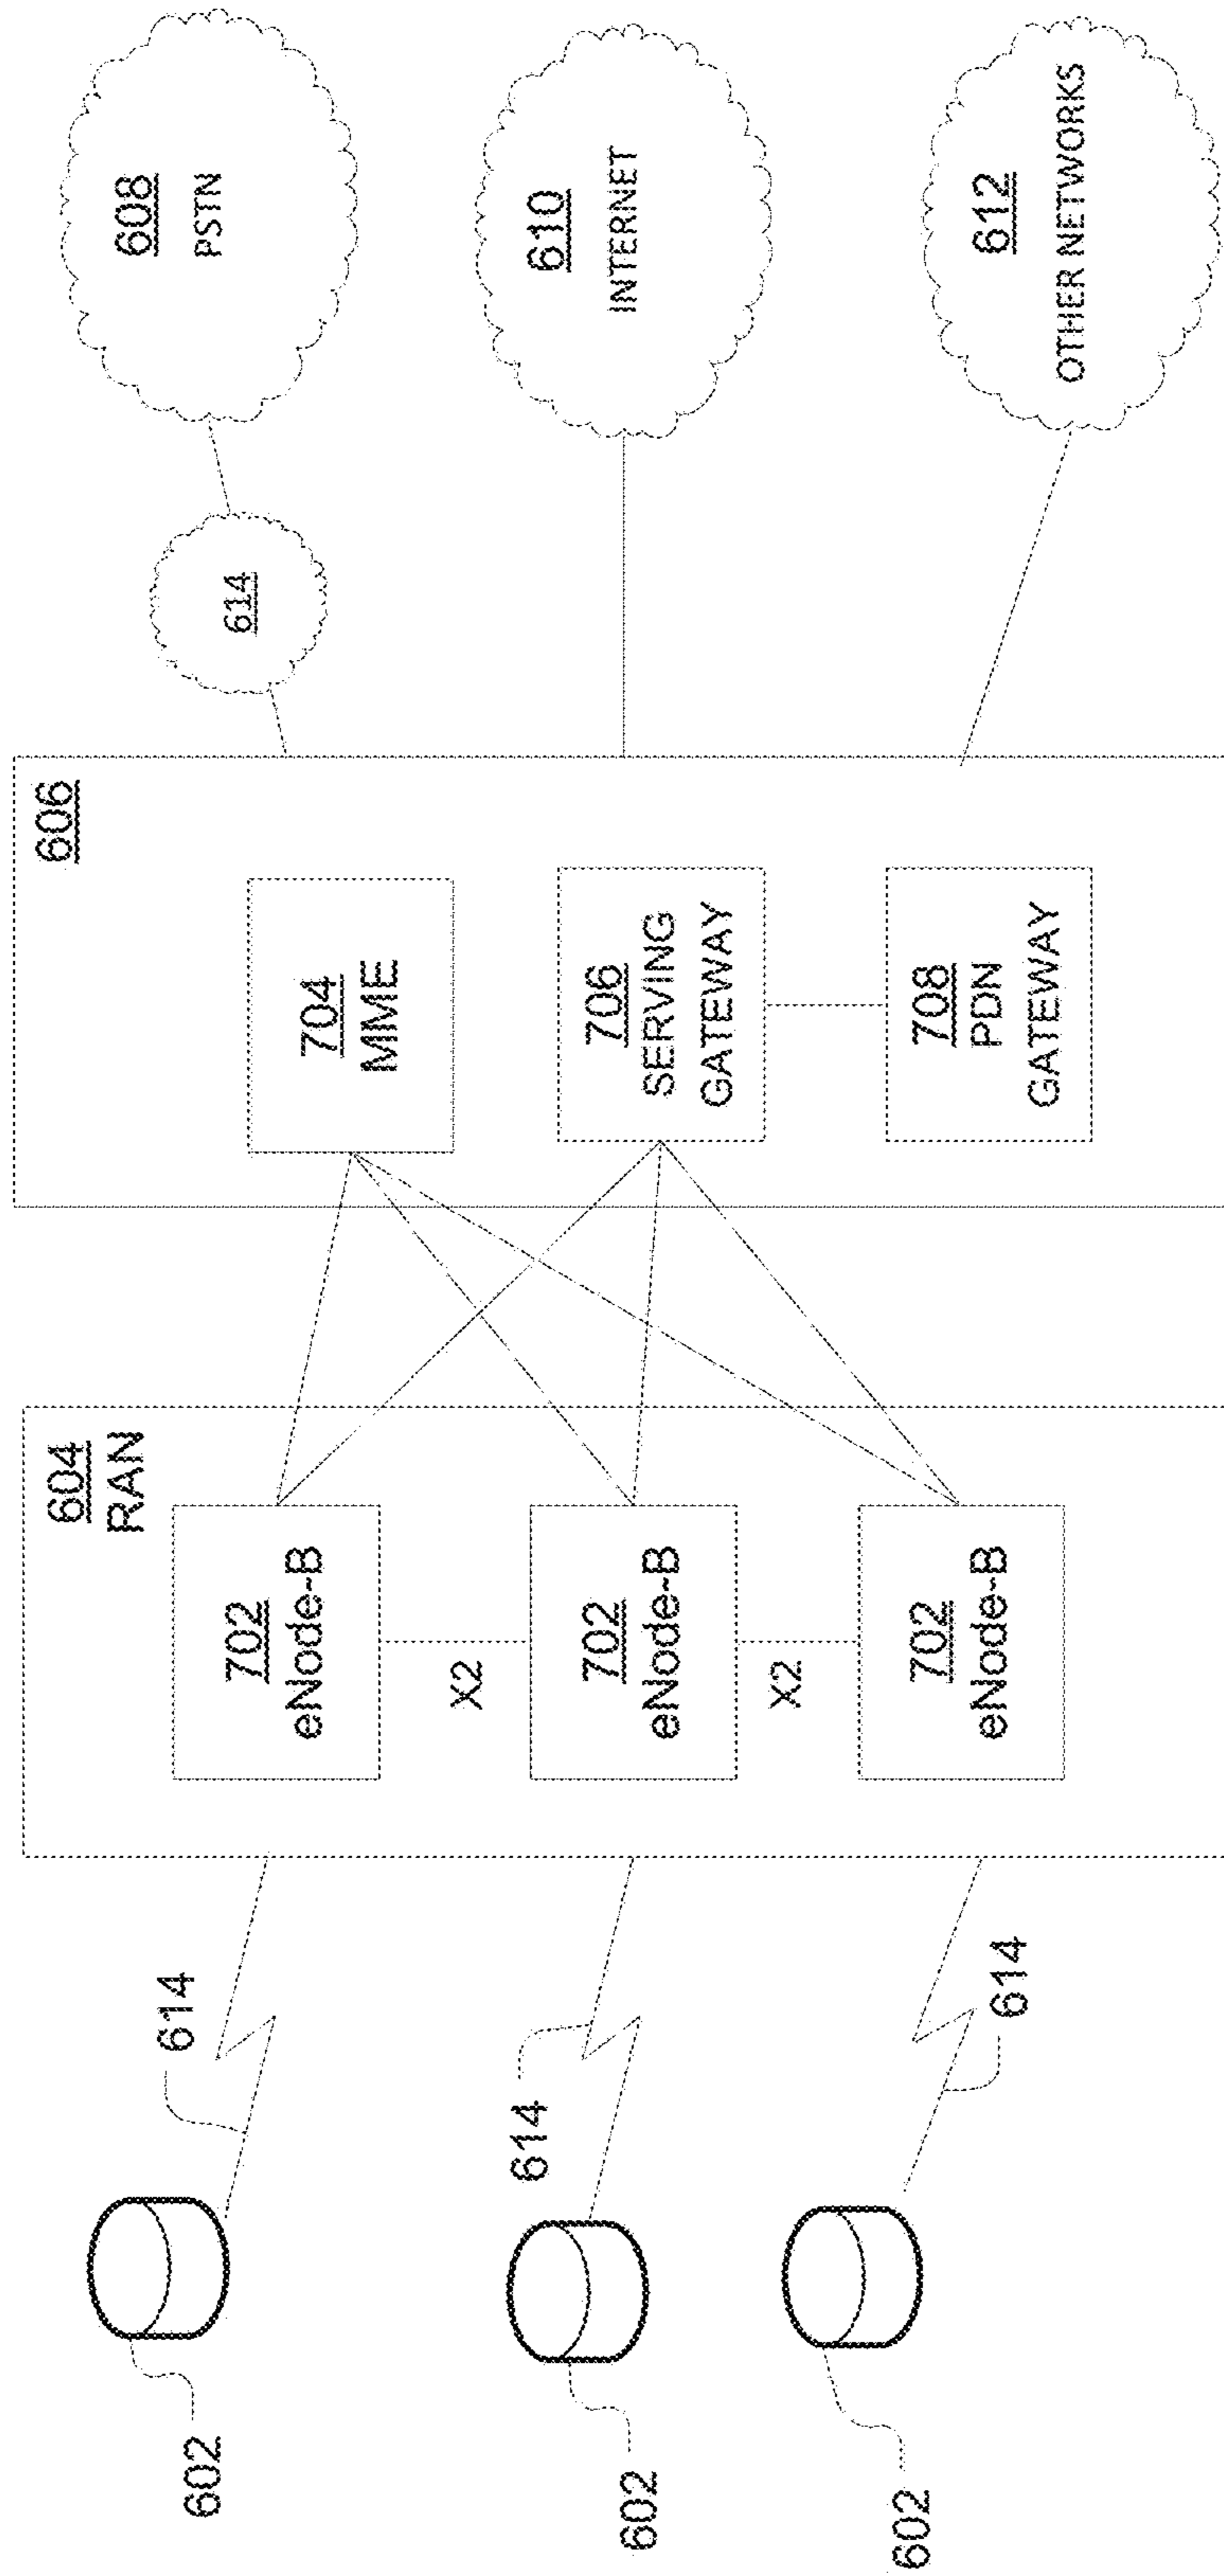 602
614
602
614
602
614
604
RAN
702
eNode-B
X2
702
eNode-B
X2
702
eNode-B
606
704
MME
706
SERVING
GATEWAY
708
PDN
GATEWAY
614
608
PSTN
610
INTERNET
612
OTHER NETWORKS